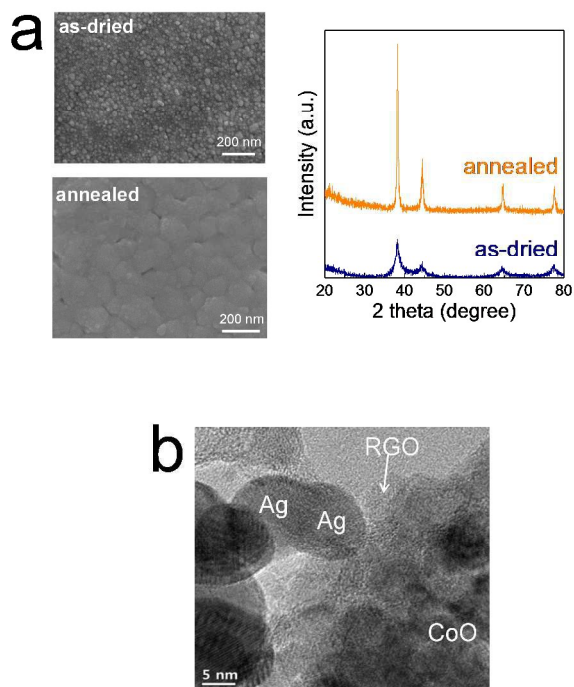 a
as-dried
200 nm
annealed
200 nm
Intensity (a.u.)
annealed
as-dried
20 30 40 50 60 70 80
2 theta (degree)
b
RGO
Ag
Ag
CoO
5 nm